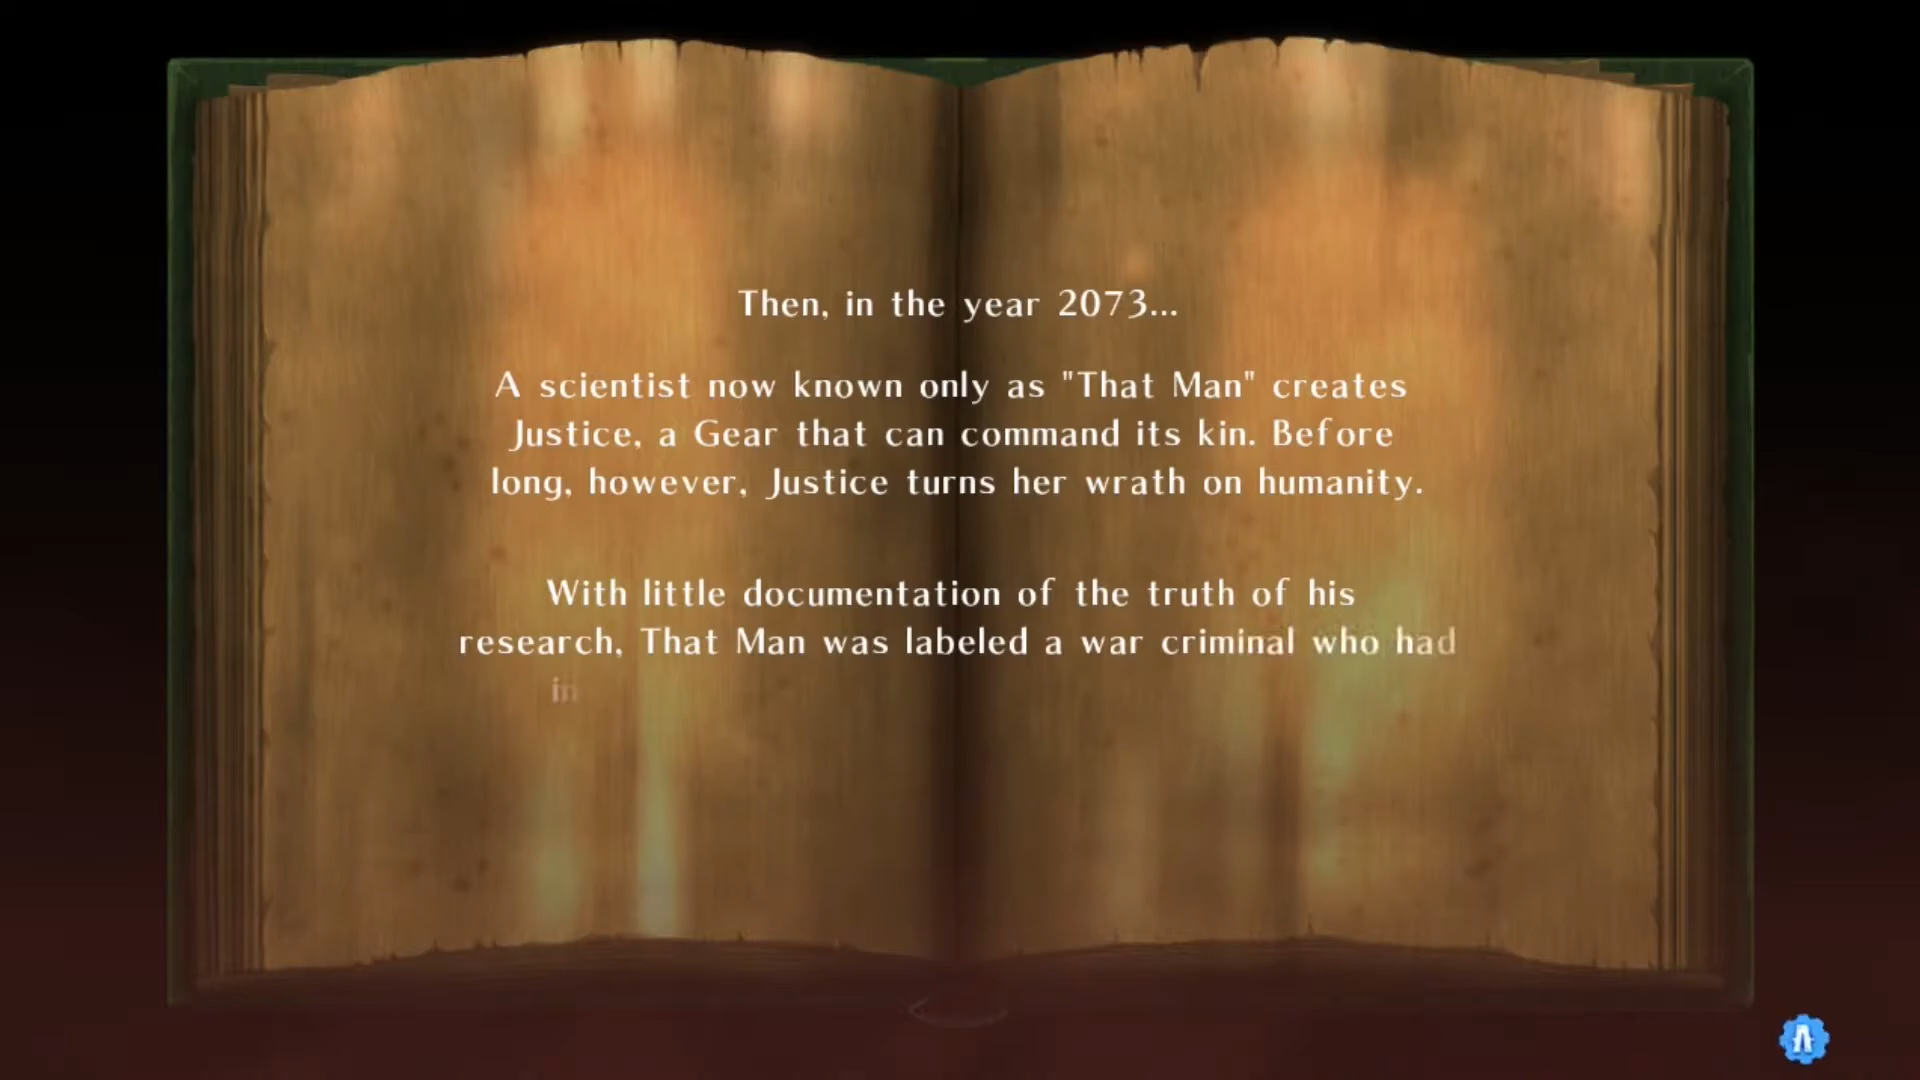 Then, in the year 2073...
A scientist now known only as "That Man" creates
Justice, a Gear that can command its kin. Before
long, however, Justice turns her wrath on humanity.
With little documentation of the truth of his
research, That Man was labeled a war criminal who had
in
A